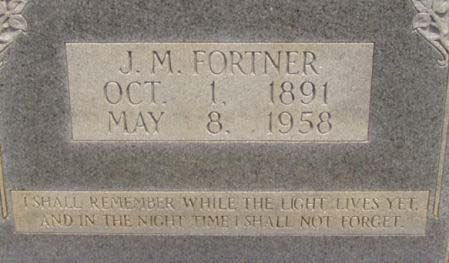 J. M. FORTNER
OCT. 1, 1891
MAY 8, 1958
I SHALL REMEMBER WHILE THE LIGHT LIVES YET,
AND IN THE NIGHT TIME I SHALL NOT FORGET.